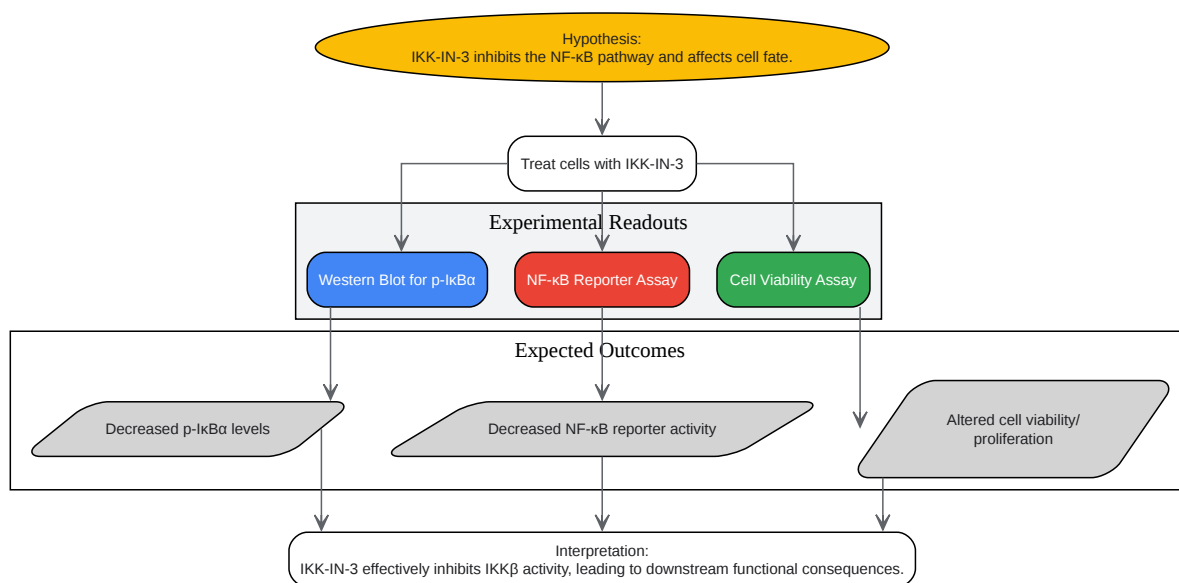 Hypothesis:
IKK-IN-3 inhibits the NF-κB pathway and affects cell fate.
Treat cells with IKK-IN-3
Experimental Readouts
Western Blot for p-IκBα
NF-κB Reporter Assay
Cell Viability Assay
Expected Outcomes
Decreased p-IκBα levels
Decreased NF-κB reporter activity
Altered cell viability/
proliferation
Interpretation:
IKK-IN-3 effectively inhibits IKKβ activity, leading to downstream functional consequences.